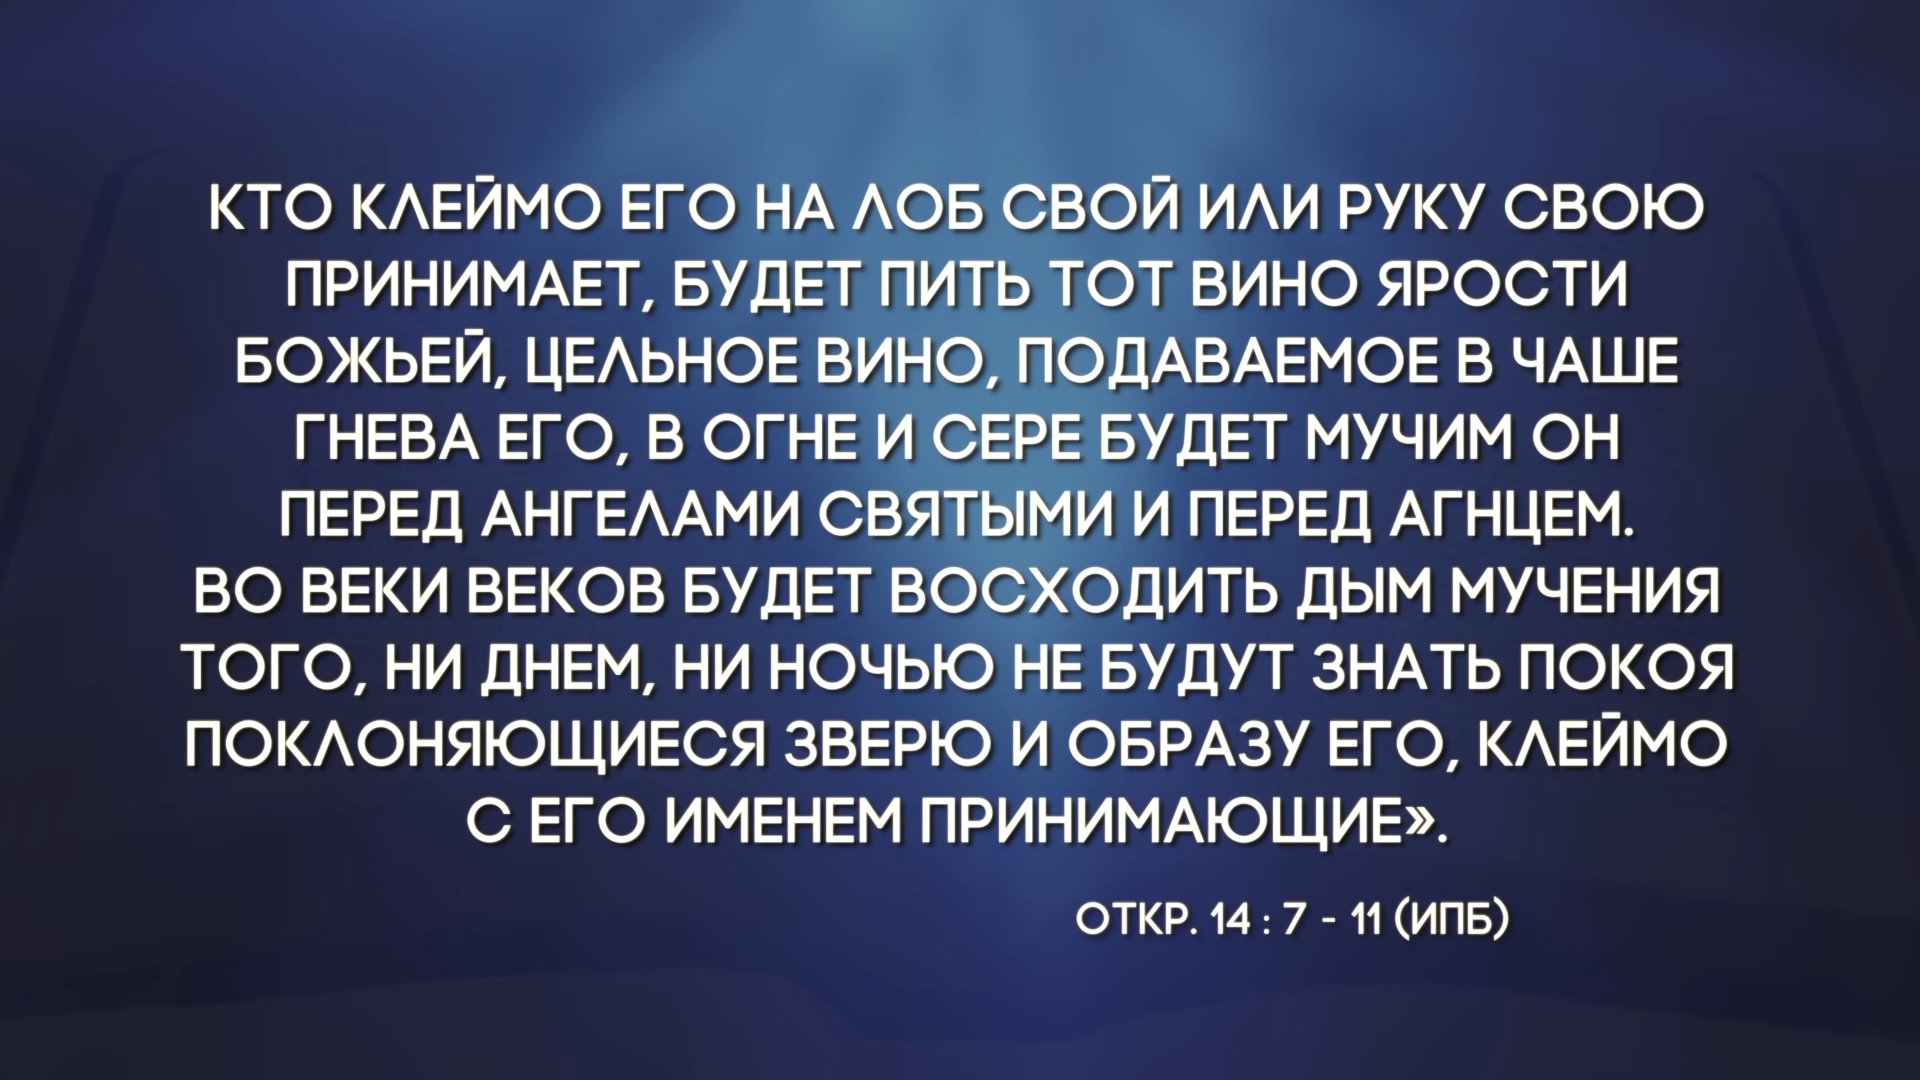 КТО КЛЕЙМО ЕГО НА ЛОБ СВОЙ ИЛИ РУКУ СВОЮ
ПРИНИМАЕТ, БУДЕТ ПИТЬ ТОТ ВИНО ЯРОСТИ
БОЖЬЕЙ, ЦЕЛЬНОЕ ВИНО, ПОДАВАЕМОЕ В ЧАШЕ
ГНЕВА ЕГО, В ОГНЕ И СЕРЕ БУДЕТ МУЧИМ ОН
ПЕРЕД АНГЕЛАМИ СВЯТЫМИ И ПЕРЕД АГНЦЕМ.
ВО ВЕКИ ВЕКОВ БУДЕТ ВОСХОДИТЬ ДЫМ МУЧЕНИЯ
ТОГО, НИ ДНЕМ, НИ НОЧЬЮ НЕ БУДУТ ЗНАТЬ ПОКОЯ
ПОКЛОНЯЮЩИЕСЯ ЗВЕРЮ И ОБРАЗУ ЕГО, КЛЕЙМО
С ЕГО ИМЕНЕМ ПРИНИМАЮЩИЕ».
ОТКР. 14 : 7 - 11 (ИПБ)